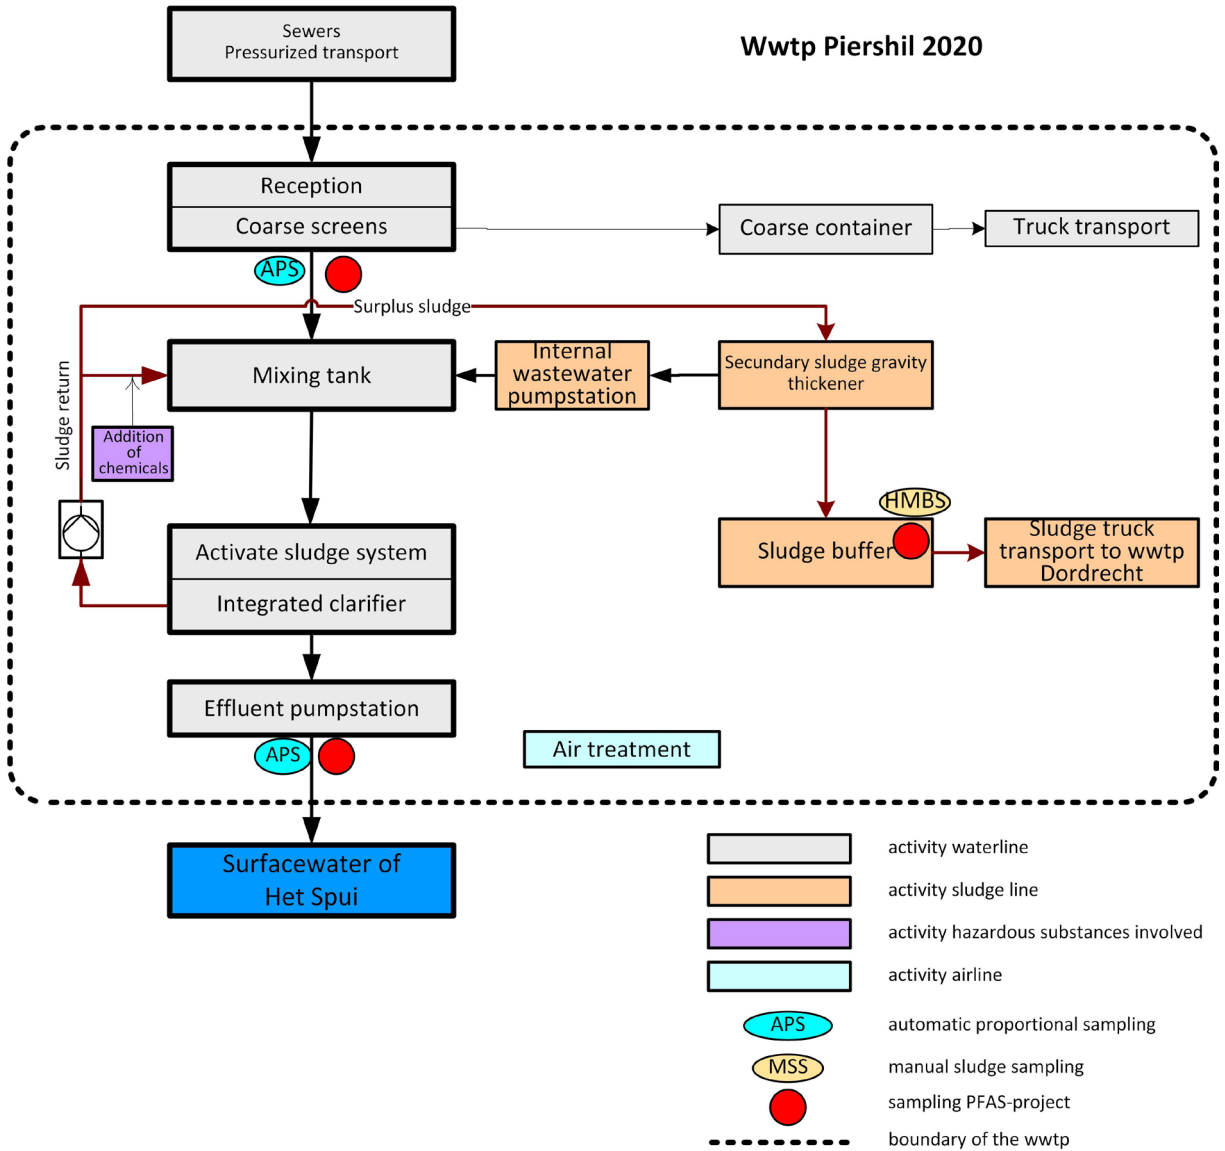 Sewers
Pressurized transport
Wwtp Piershil 2020
Reception
Coarse screens
Coarse container
Truck transport
APS
Surplus sludge
Mixing tank
Internal
wastewater
pumpstation
Secundary sludge gravity
thickener
Sludge return
Addition
of
chemicals
HMBS
Activate sludge system
Integrated clarifier
Sludge buffer
Sludge truck
transport to wwtp
Dordrecht
Effluent pumpstation
APS
Air treatment
Surfacewater of
Het Spui
activity waterline
activity sludge line
activity hazardous substances involved
activity airline
APS
automatic proportional sampling
MSS
manual sludge sampling
sampling PFAS-project
boundary of the wwtp